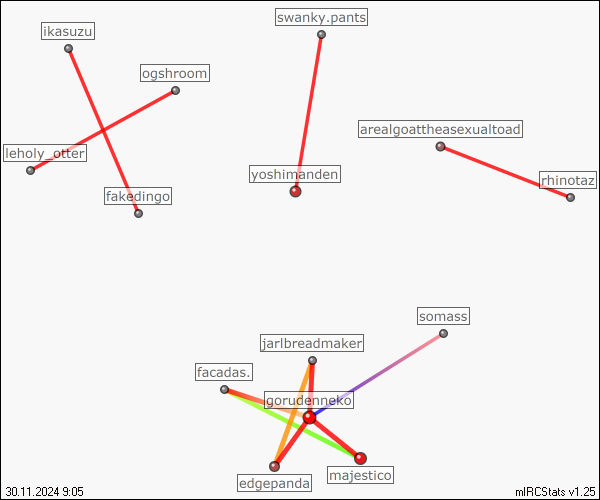 swanky.pants
ikasuzu
ogshroom
arealgoattheasexualtoad
leholy_otter
yoshimanden
rhinotaz
fakedingo
somass
jarlbreadmaker
facadas.
gorudenneko
majestico
edgepanda
30.11.2024 9:05
mIRCStats v1.25